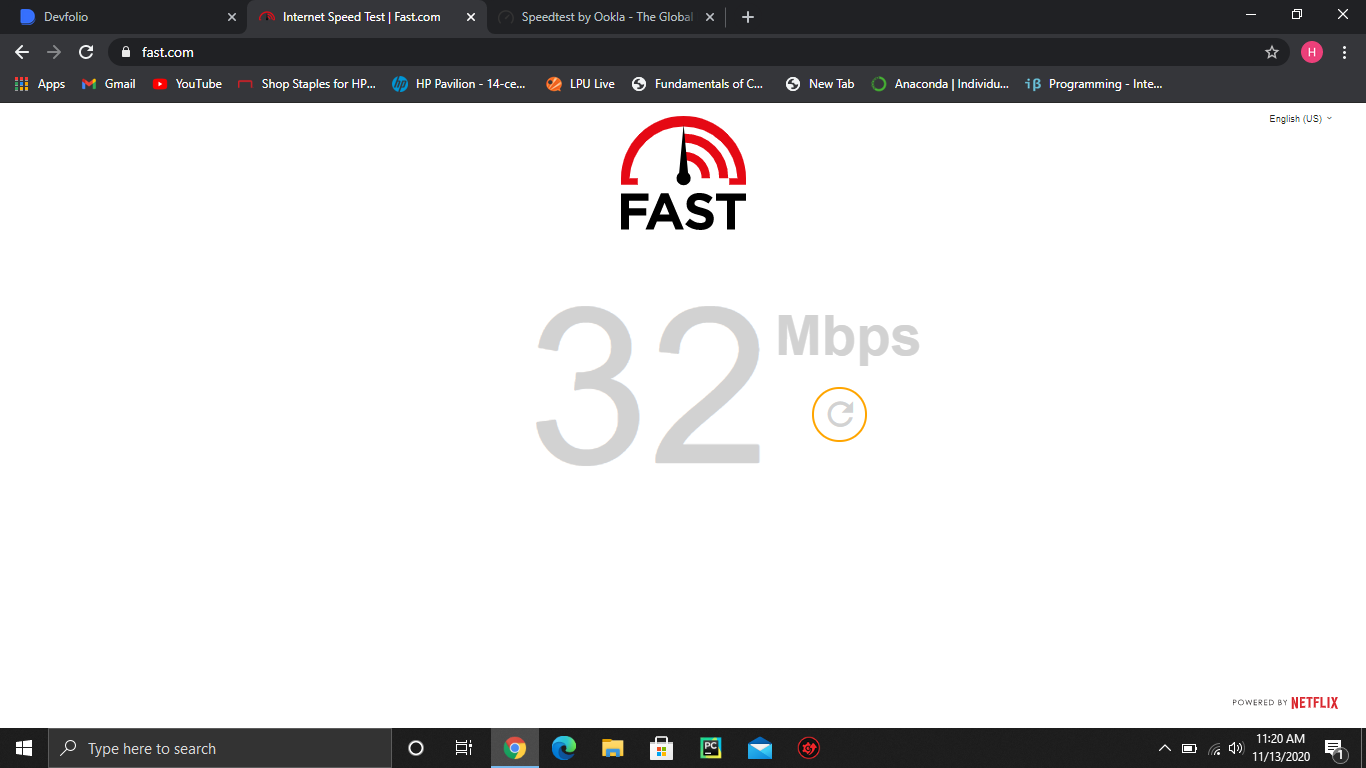 Devfolio
Internet Speed Test | Fast.com
Speedtest by Ookla - The Global
H
fast.com
Apps
Gmail
YouTube
Shop Staples for HP...
HP Pavilion - 14-ce...
LPU Live
Fundamentals of C...
New Tab
Anaconda | Individu...
iβ
Programming - Inte...
English (US)
FAST
32 Mbps
POWERED BY NETFLIX
Type here to search
PC
11:20 AM
11/13/2020
1